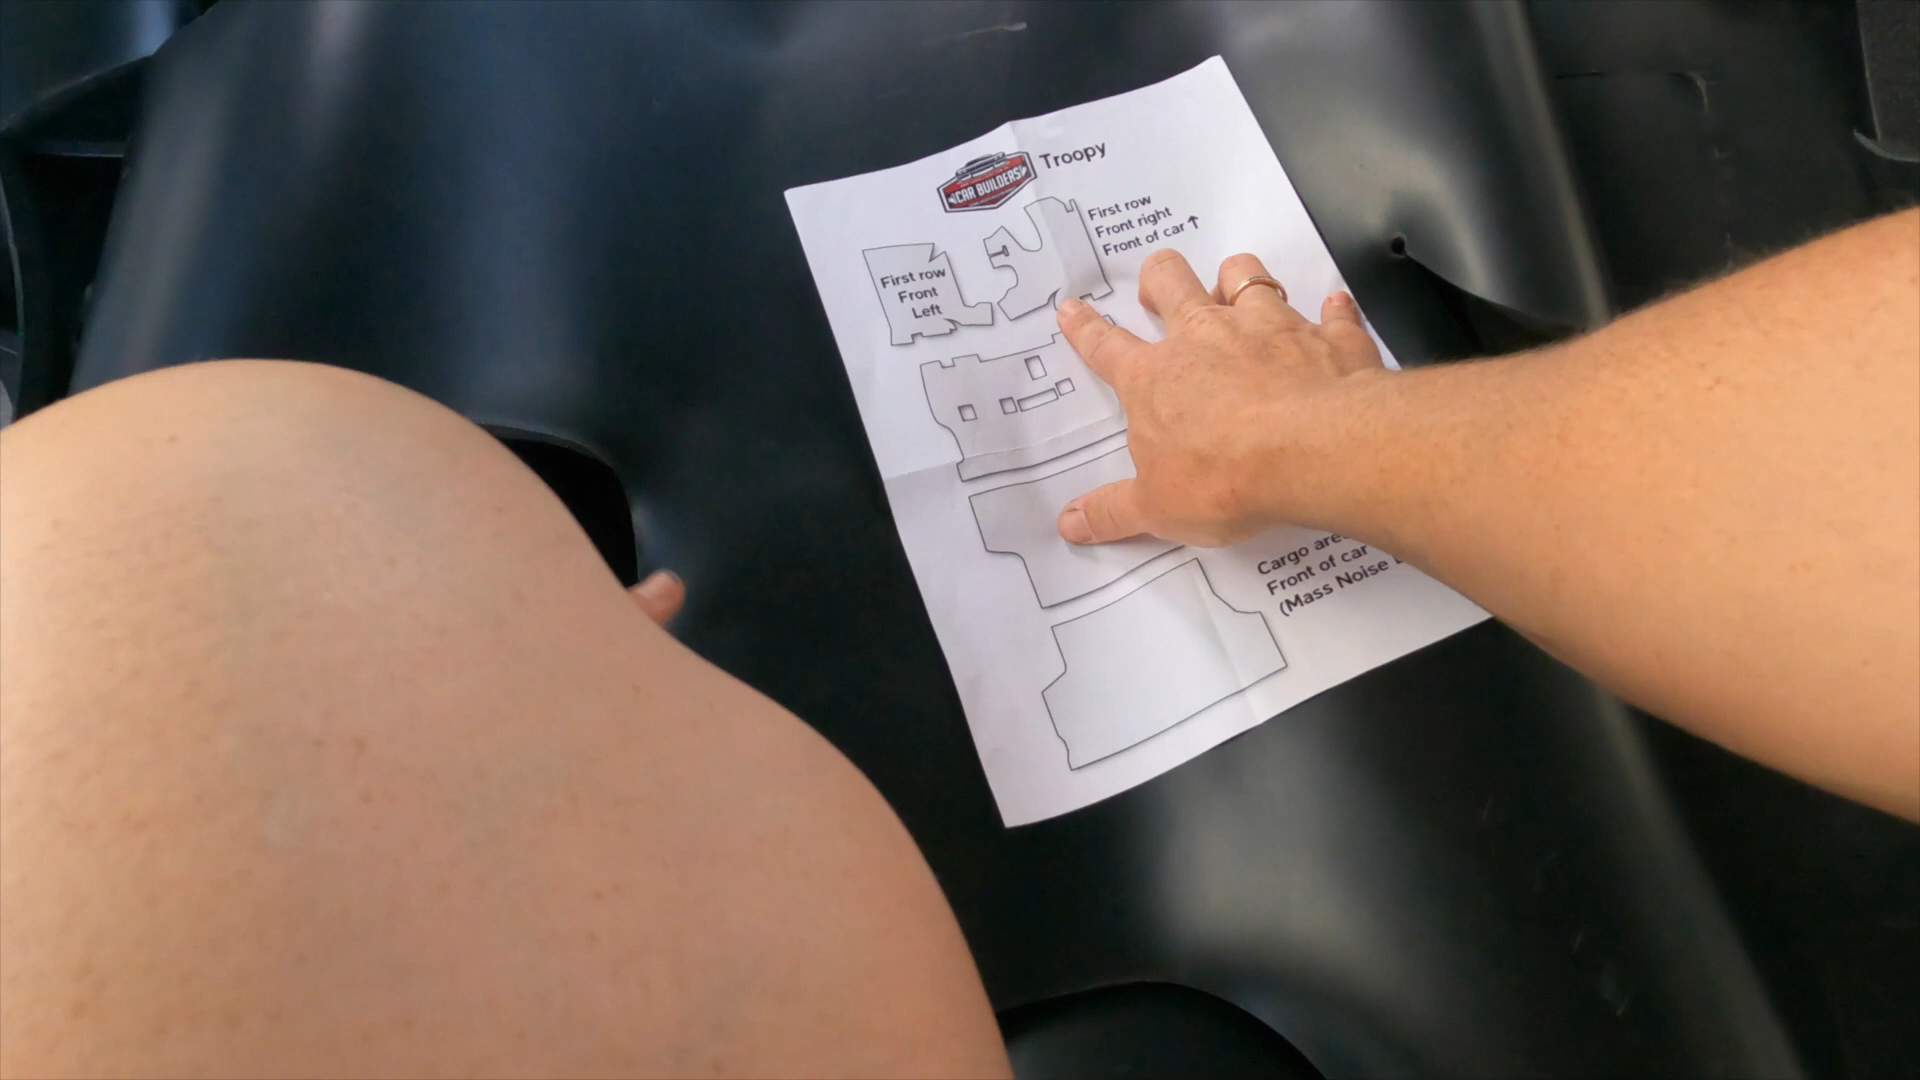 CAR BUILDERS
Troopy
First row
Front right
Front of car ↑
First row
Front
Left
Cargo
Front of car
(Mass Noise